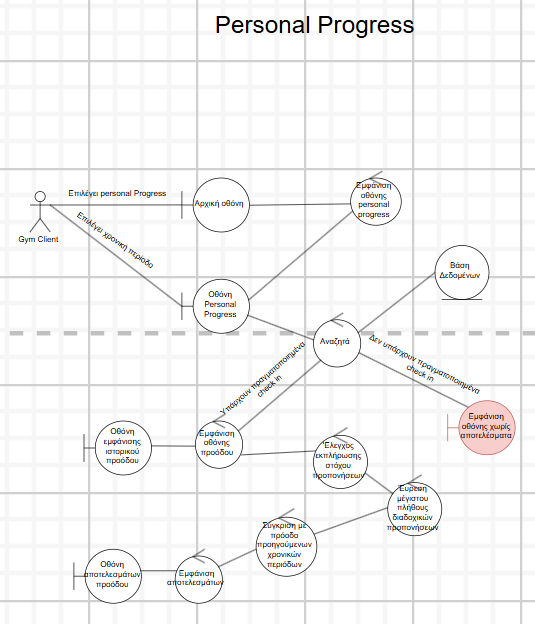 Personal Progress
Επιλέγει personal Progress
Gym Client
Επιλέγει χρονική περίοδο
Αρχική οθόνη
Εμφάνιση
οθόνης
personal
progress
Βάση
Δεδομένων
Οθόνη
Personal
Progress
Αναζητά
Δεν υπάρχουν πραγματοποιημένα
check in
Υπάρχουν πραγματοποιημένα
check in
Εμφάνιση
οθόνης χωρίς
αποτελέσματα
Οθόνη
εμφάνισης
ιστορικού
προόδου
Εμφάνιση
οθόνης
προόδου
Έλεγχος
εκπλήρωσης
στόχου
προπονήσεων
Εύρεση
μέγιστου
πλήθους
διαδοχικών
προπονήσεων
Σύγκριση με
πρόοδο
προηγούμενων
χρονικών
περιόδων
Εμφάνιση
αποτελεσμάτων
Οθόνη
αποτελεσμάτων
προόδου